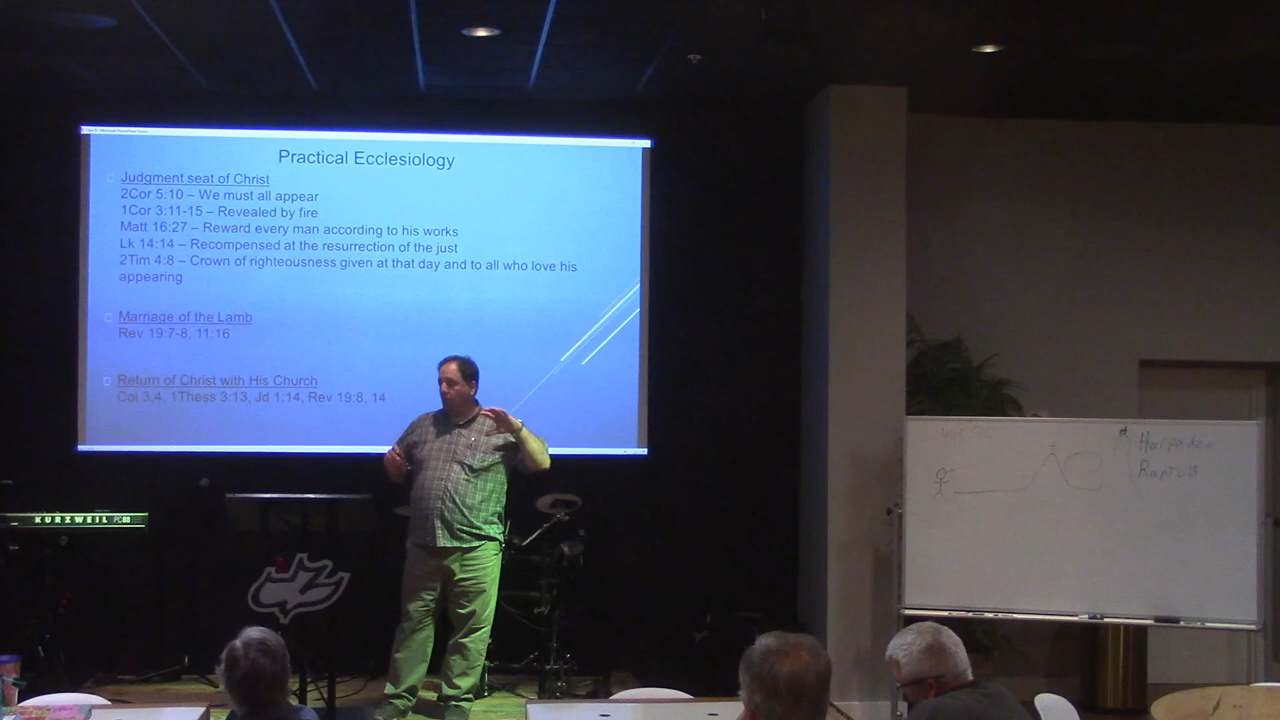 Practical Ecclesiology
Judgment seat of Christ
2Cor 5:10 – We must all appear
1Cor 3:11-15 – Revealed by fire
Matt 16:27 – Reward every man according to his works
Lk 14:14 – Recompensed at the resurrection of the just
2Tim 4:8 – Crown of righteousness given at that day and to all who love his
appearing
Marriage of the Lamb
Rev 19:7-8, 11:16
Return of Christ with His Church
Col 3:4, 1Thess 3:13, Jd 1:14, Rev 19:8, 14
KURZWEIL PC88
Harpadzo
Raptus